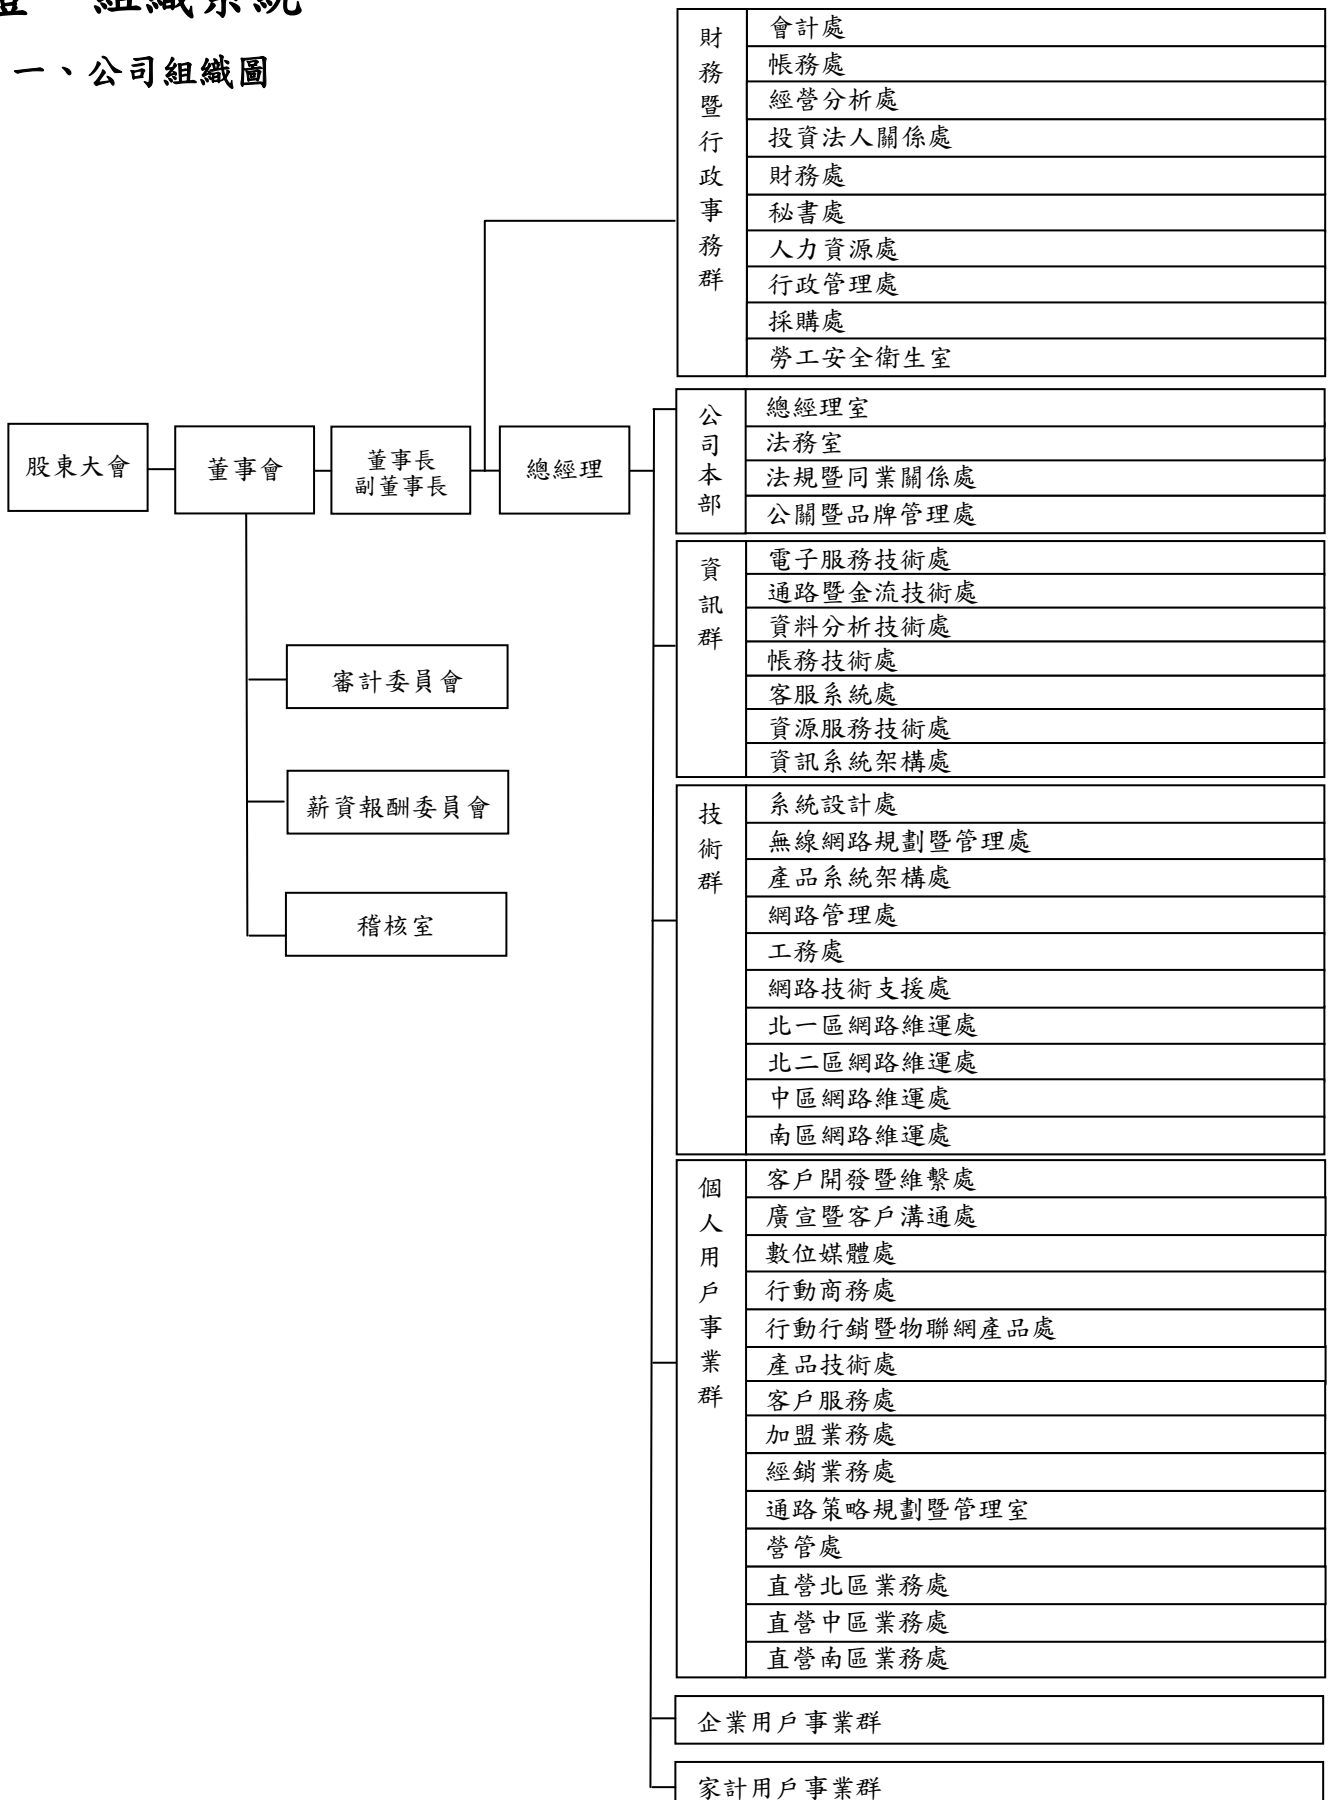 組織系統
一、公司組織圖
財務暨行政事務群
會計處
帳務處
經營分析處
投資法人關係處
財務處
秘書處
人力資源處
行政管理處
採購處
勞工安全衛生室
股東大會
董事會
董事長
副董事長
總經理
審計委員會
薪資報酬委員會
稽核室
公司本部
總經理室
法務室
法規暨同業關係處
公關暨品牌管理處
資訊群
電子服務技術處
通路暨金流技術處
資料分析技術處
帳務技術處
客服系統處
資源服務技術處
資訊系統架構處
技術群
系統設計處
無線網路規劃暨管理處
產品系統架構處
網路管理處
工務處
網路技術支援處
北一區網路維運處
北二區網路維運處
中區網路維運處
南區網路維運處
個人用戶事業群
客戶開發暨維繫處
廣宣暨客戶溝通處
數位媒體處
行動商務處
行動行銷暨物聯網產品處
產品技術處
客戶服務處
加盟業務處
經銷業務處
通路策略規劃暨管理室
營管處
直營北區業務處
直營中區業務處
直營南區業務處
企業用戶事業群
家計用戶事業群